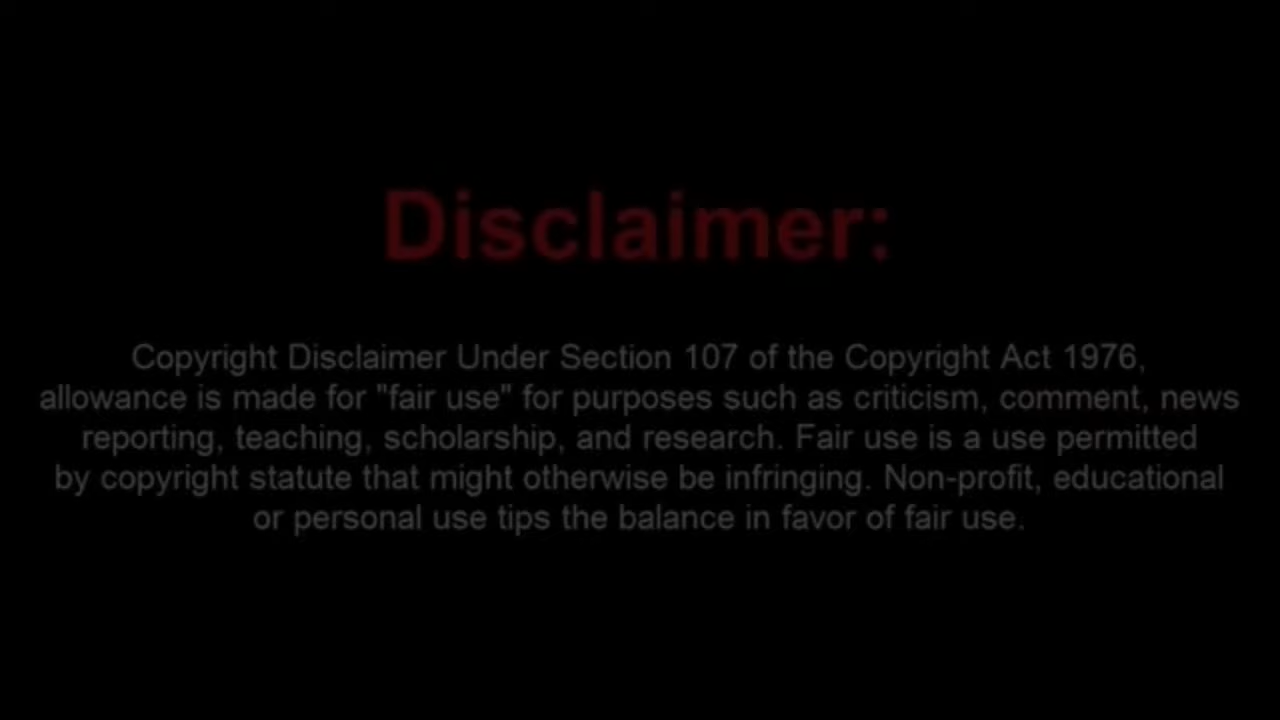 Disclaimer:
Copyright Disclaimer Under Section 107 of the Copyright Act 1976,
allowance is made for "fair use" for purposes such as criticism, comment, news
reporting, teaching, scholarship, and research. Fair use is a use permitted
by copyright statute that might otherwise be infringing. Non-profit, educational
or personal use tips the balance in favor of fair use.